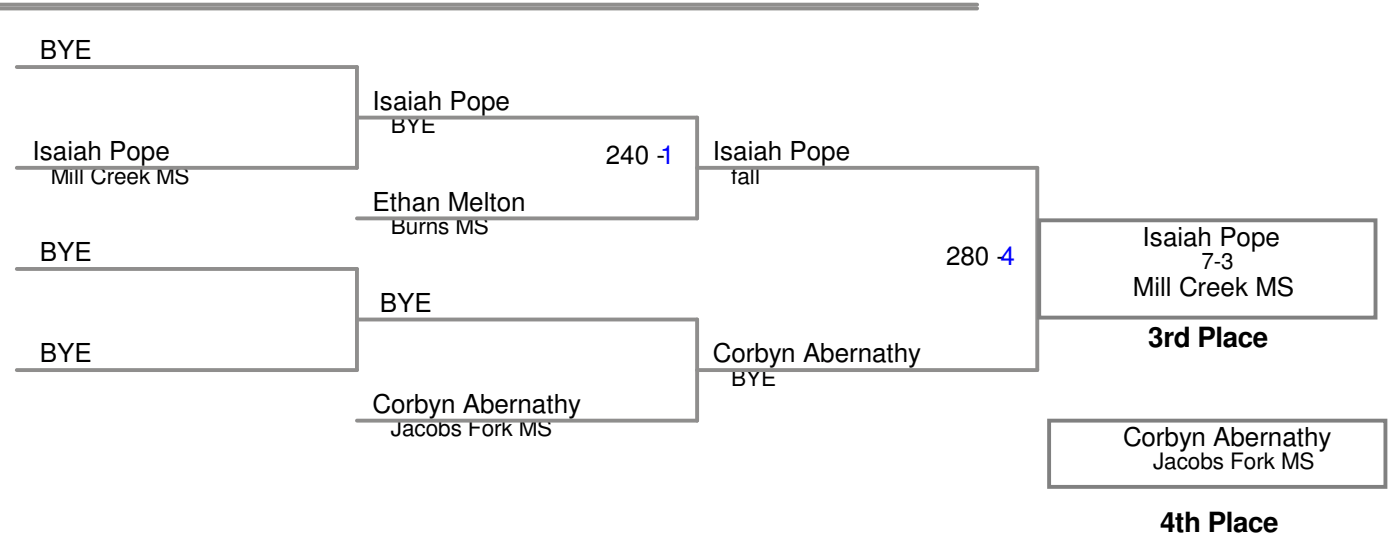 BYE
Isaiah Pope
BYE
Isaiah Pope
Mill Creek MS
240 -1
Isaiah Pope
fall
Ethan Melton
Burns MS
BYE
280 -4
Isaiah Pope
7-3
Mill Creek MS
BYE
3rd Place
BYE
Corbyn Abernathy
BYE
Corbyn Abernathy
Jacobs Fork MS
Corbyn Abernathy
Jacobs Fork MS
4th Place